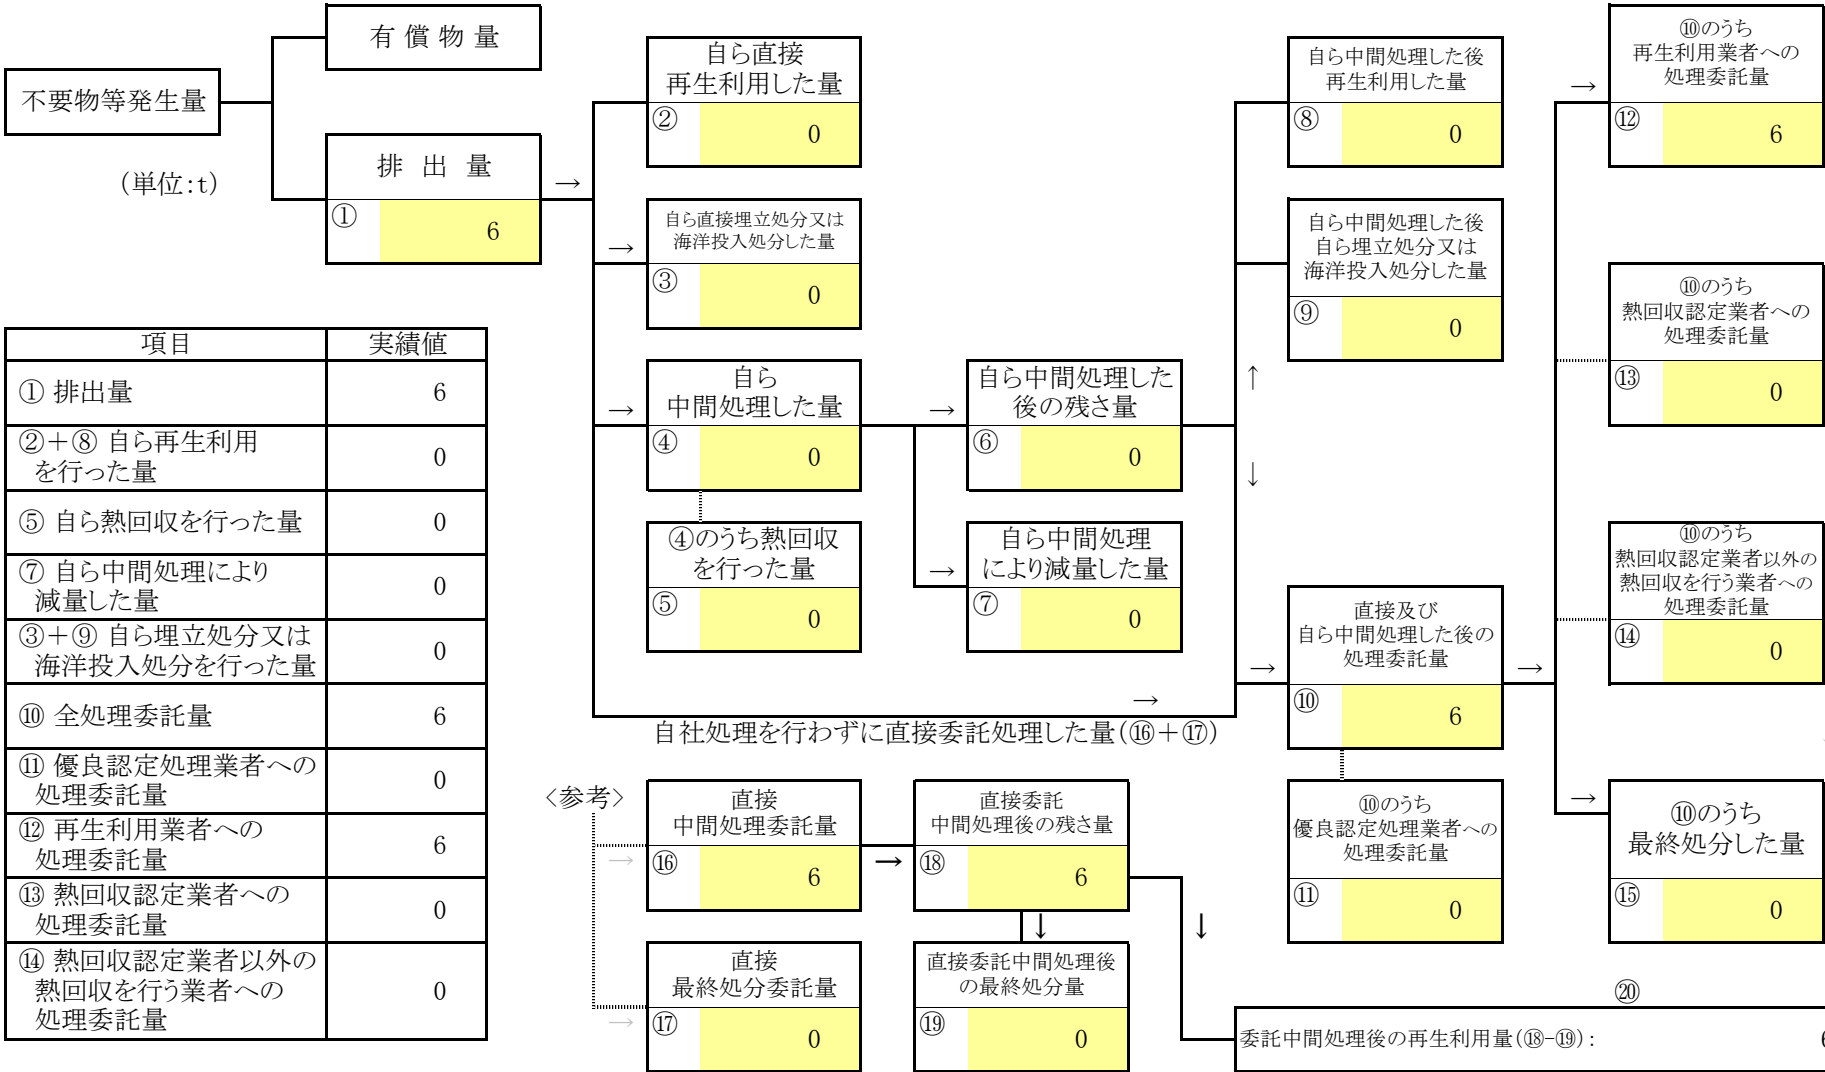 不要物等発生量
（単位:t）
有 償 物 量
排 出 量
→
①
6
自ら直接
再生利用した量
②
0
自ら直接埋立処分又は
海洋投入処分した量
→
③
0
自ら
中間処理した量
→
④
0
④のうち熱回収
を行った量
⑤
0
→
自ら中間処理した
後の残さ量
⑥
0
→
自ら中間処理
により減量した量
⑦
0
自ら中間処理した後
再生利用した量
⑧
0
自ら中間処理した後
自ら埋立処分又は
海洋投入処分した量
⑨
0
↑
↓
→
自社処理を行わずに直接委託処理した量（⑯＋⑰）
→
直接及び
自ら中間処理した後の
処理委託量
⑩
6
→
⑩のうち
優良認定処理業者への
処理委託量
⑪
0
→
⑩のうち
再生利用業者への
処理委託量
⑫
6
⑩のうち
熱回収認定業者への
処理委託量
⑬
0
⑩のうち
熱回収認定業者以外の
熱回収を行う業者への
処理委託量
⑭
0
→
⑩のうち
最終処分した量
⑮
0
項目 実績値
① 排出量 6
②＋⑧ 自ら再生利用
を行った量 0
⑤ 自ら熱回収を行った量 0
⑦ 自ら中間処理により
減量した量 0
③＋⑨ 自ら埋立処分又は
海洋投入処分を行った量 0
⑩ 全処理委託量 6
⑪ 優良認定処理業者への
処理委託量 0
⑫ 再生利用業者への
処理委託量 6
⑬ 熱回収認定業者への
処理委託量 0
⑭ 熱回収認定業者以外の
熱回収を行う業者への
処理委託量 0
〈参考〉
→
直接
中間処理委託量
⑯
6
→
直接
最終処分委託量
⑰
0
→
直接委託
中間処理後の残さ量
⑱
6
↓
直接委託中間処理後
の最終処分量
⑲
0
↓
⑳
委託中間処理後の再生利用量（⑱-⑲）: